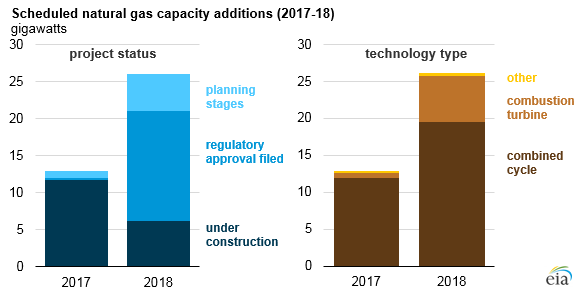 Scheduled natural gas capacity additions (2017-18)
gigawatts
project status
30
25
20
15
10
5
0
planning
stages
regulatory
approval filed
under
construction
2017 2018
technology type
30
25
20
15
10
5
0
other
combustion
turbine
combined
cycle
2017 2018
eia